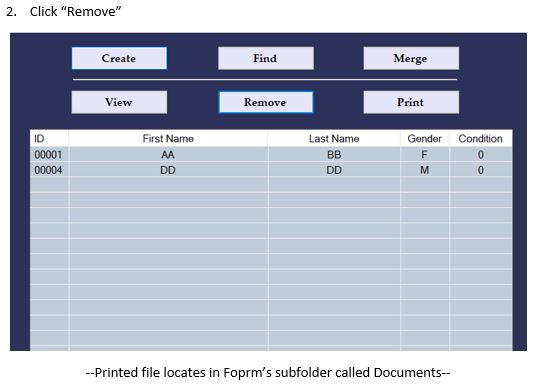 2. Click “Remove”
Create Find Merge
View Remove Print
ID First Name Last Name Gender Condition
00001 AA BB F 0
00004 DD DD M 0
--Printed file locates in Foprm’s subfolder called Documents--